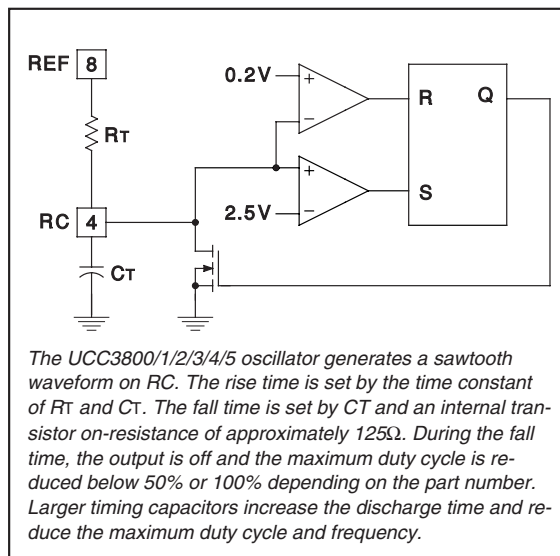 REF 8
0.2V + R Q
RT
−
+
RC 4 S
2.5V −
CT
The UCC3800/1/2/3/4/5 oscillator generates a sawtooth
waveform on RC. The rise time is set by the time constant
of RT and CT. The fall time is set by CT and an internal tran-
sistor on-resistance of approximately 125Ω. During the fall
time, the output is off and the maximum duty cycle is re-
duced below 50% or 100% depending on the part number.
Larger timing capacitors increase the discharge time and re-
duce the maximum duty cycle and frequency.